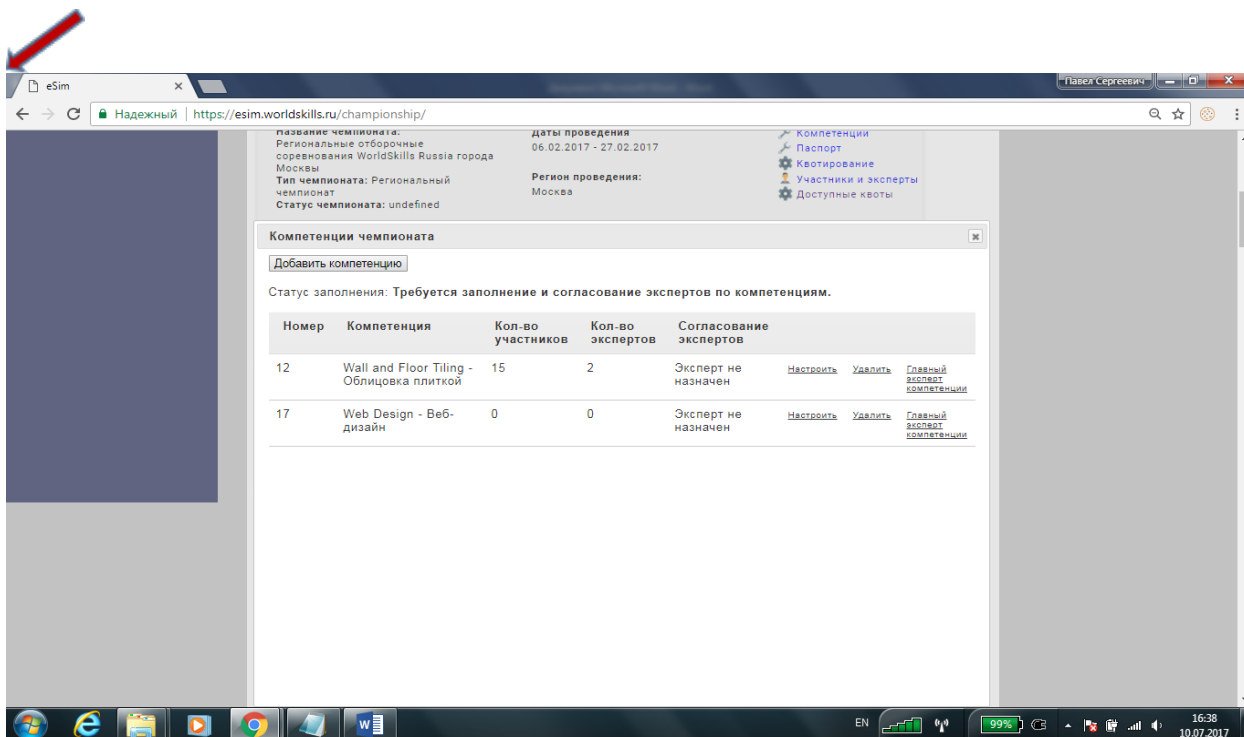 eSim
Павел Сергеевич
Надежный | https://esim.worldskills.ru/championship/
Название чемпионата:
Региональные отборочные
соревнования WorldSkills Russia города
Москвы
Тип чемпионата: Региональный
чемпионат
Статус чемпионата: undefined
Даты проведения
06.02.2017 - 27.02.2017
Регион проведения:
Москва
Компетенции
Паспорт
Квотирование
Участники и эксперты
Доступные квоты
Компетенции чемпионата
Добавить компетенцию
Статус заполнения: Требуется заполнение и согласование экспертов по компетенциям.
Номер Компетенция Кол-во участников Кол-во экспертов Согласование экспертов
12 Wall and Floor Tiling - Облицовка плиткой 15 2 Эксперт не назначен Настроить Удалить Главный эксперт компетенции
17 Web Design - Веб-дизайн 0 0 Эксперт не назначен Настроить Удалить Главный эксперт компетенции
EN
99%
16:38
10.07.2017